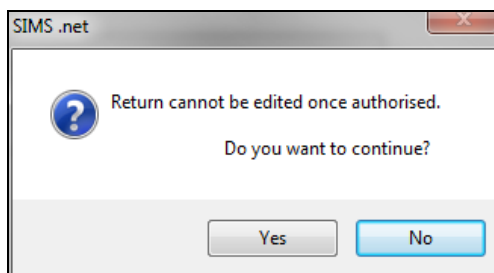 SIMS .net
Return cannot be edited once authorised.
Do you want to continue?
Yes
No